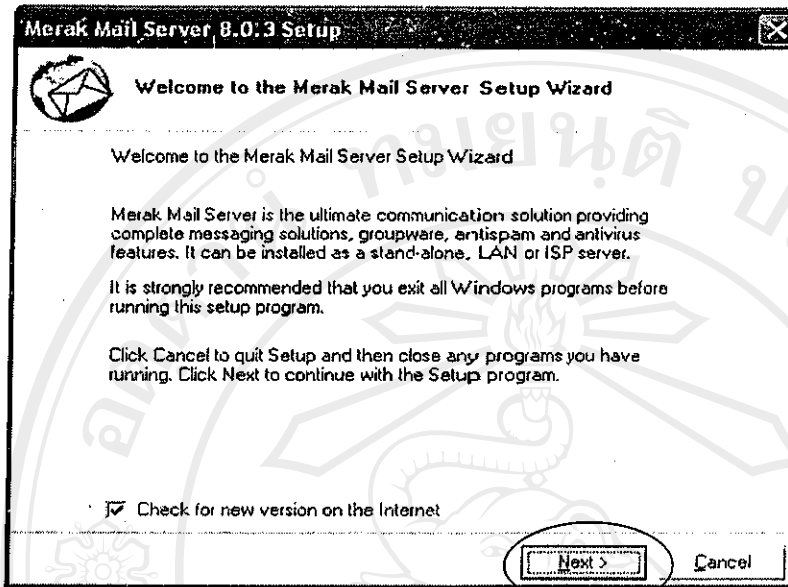 Merak Mail Server 8.0.3 Setup
Welcome to the Merak Mail Server Setup Wizard
Welcome to the Merak Mail Server Setup Wizard
Merak Mail Server is the ultimate communication solution providing
complete messaging solutions, groupware, antispam and antivirus
features. It can be installed as a stand-alone, LAN or ISP server.
It is strongly recommended that you exit all Windows programs before
running this setup program.
Click Cancel to quit Setup and then close any programs you have
running. Click Next to continue with the Setup program.
Check for new version on the Internet
Next > Cancel